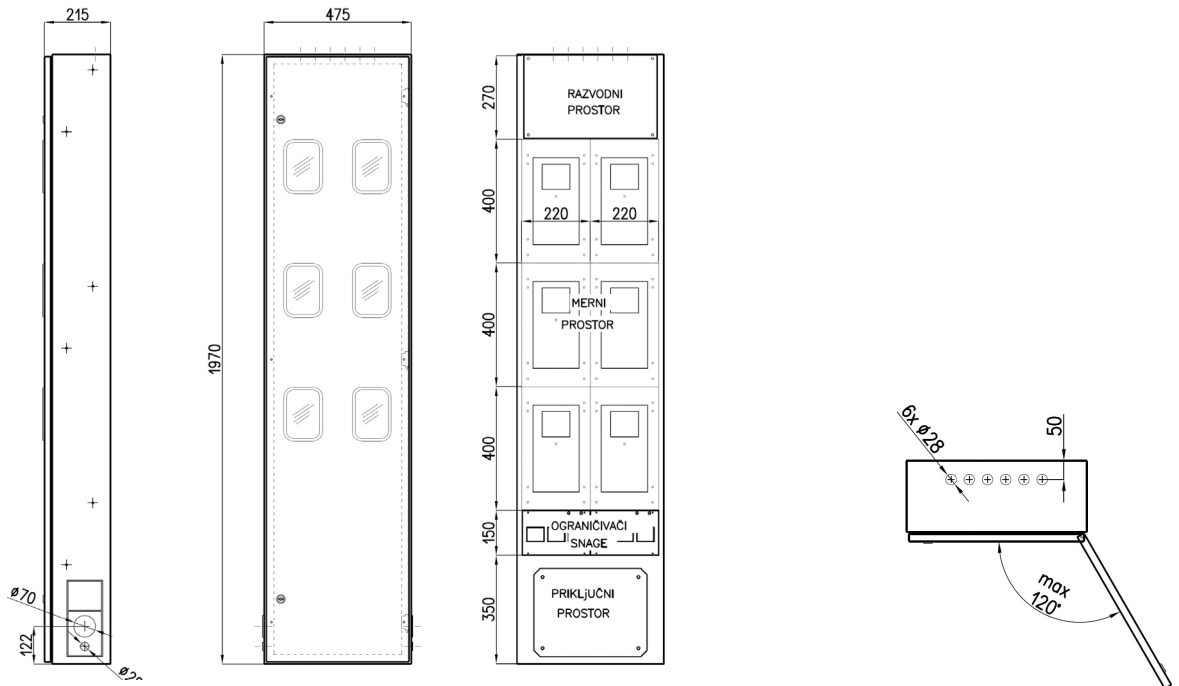 215
475
1970
270
400
400
400
150
350
RAZVODNI
PROSTOR
220 220
MERNI
PROSTOR
OGRANIČIVAČI
SNAGE
PRIKLjUČNI
PROSTOR
ø70
122
6x ø28
50
max
120°